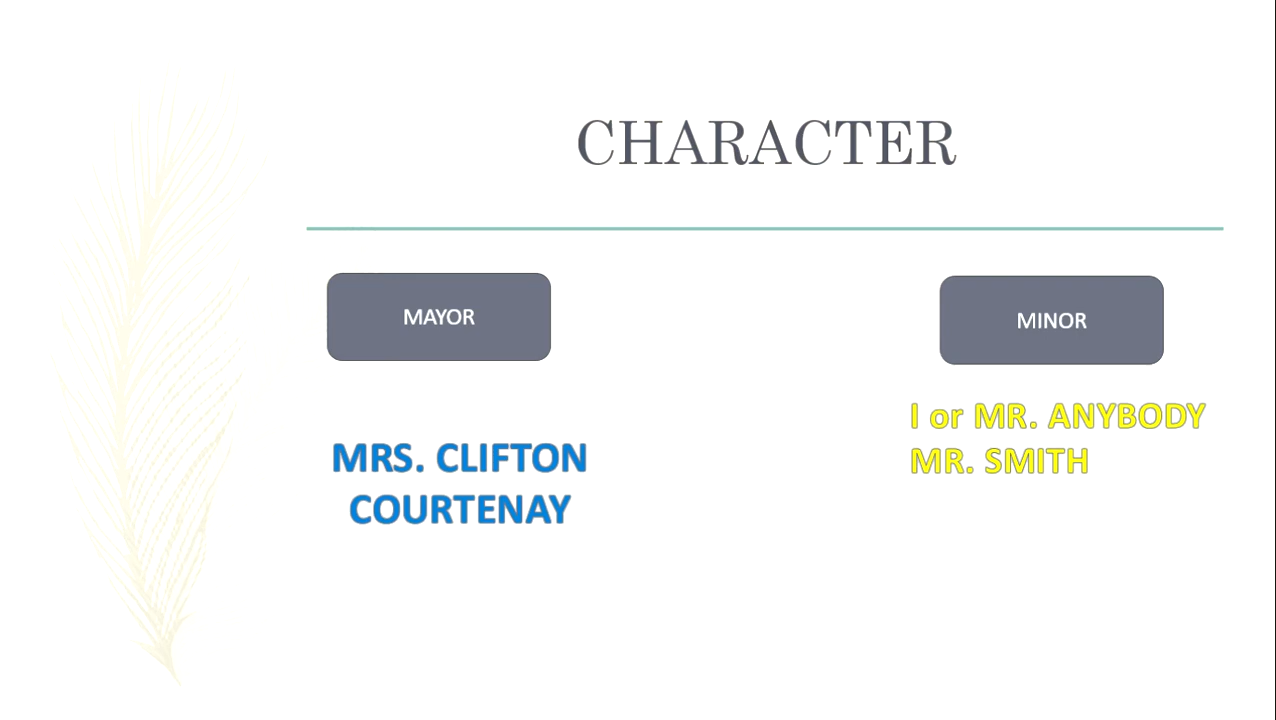 CHARACTER
MAYOR
MINOR
MRS. CLIFTON
COURTENAY
I or MR. ANYBODY
MR. SMITH